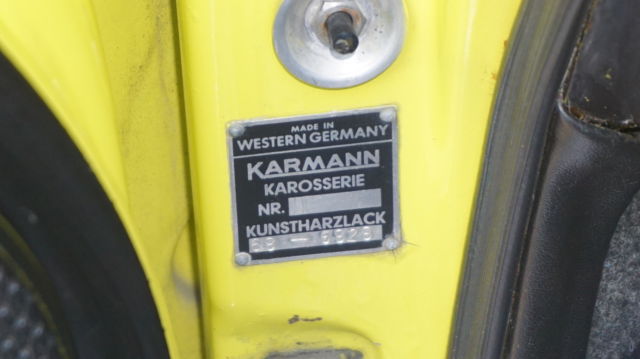 MADE IN
WESTERN GERMANY
KARMANN
KAROSSERIE
NR.
KUNSTHARZLACK